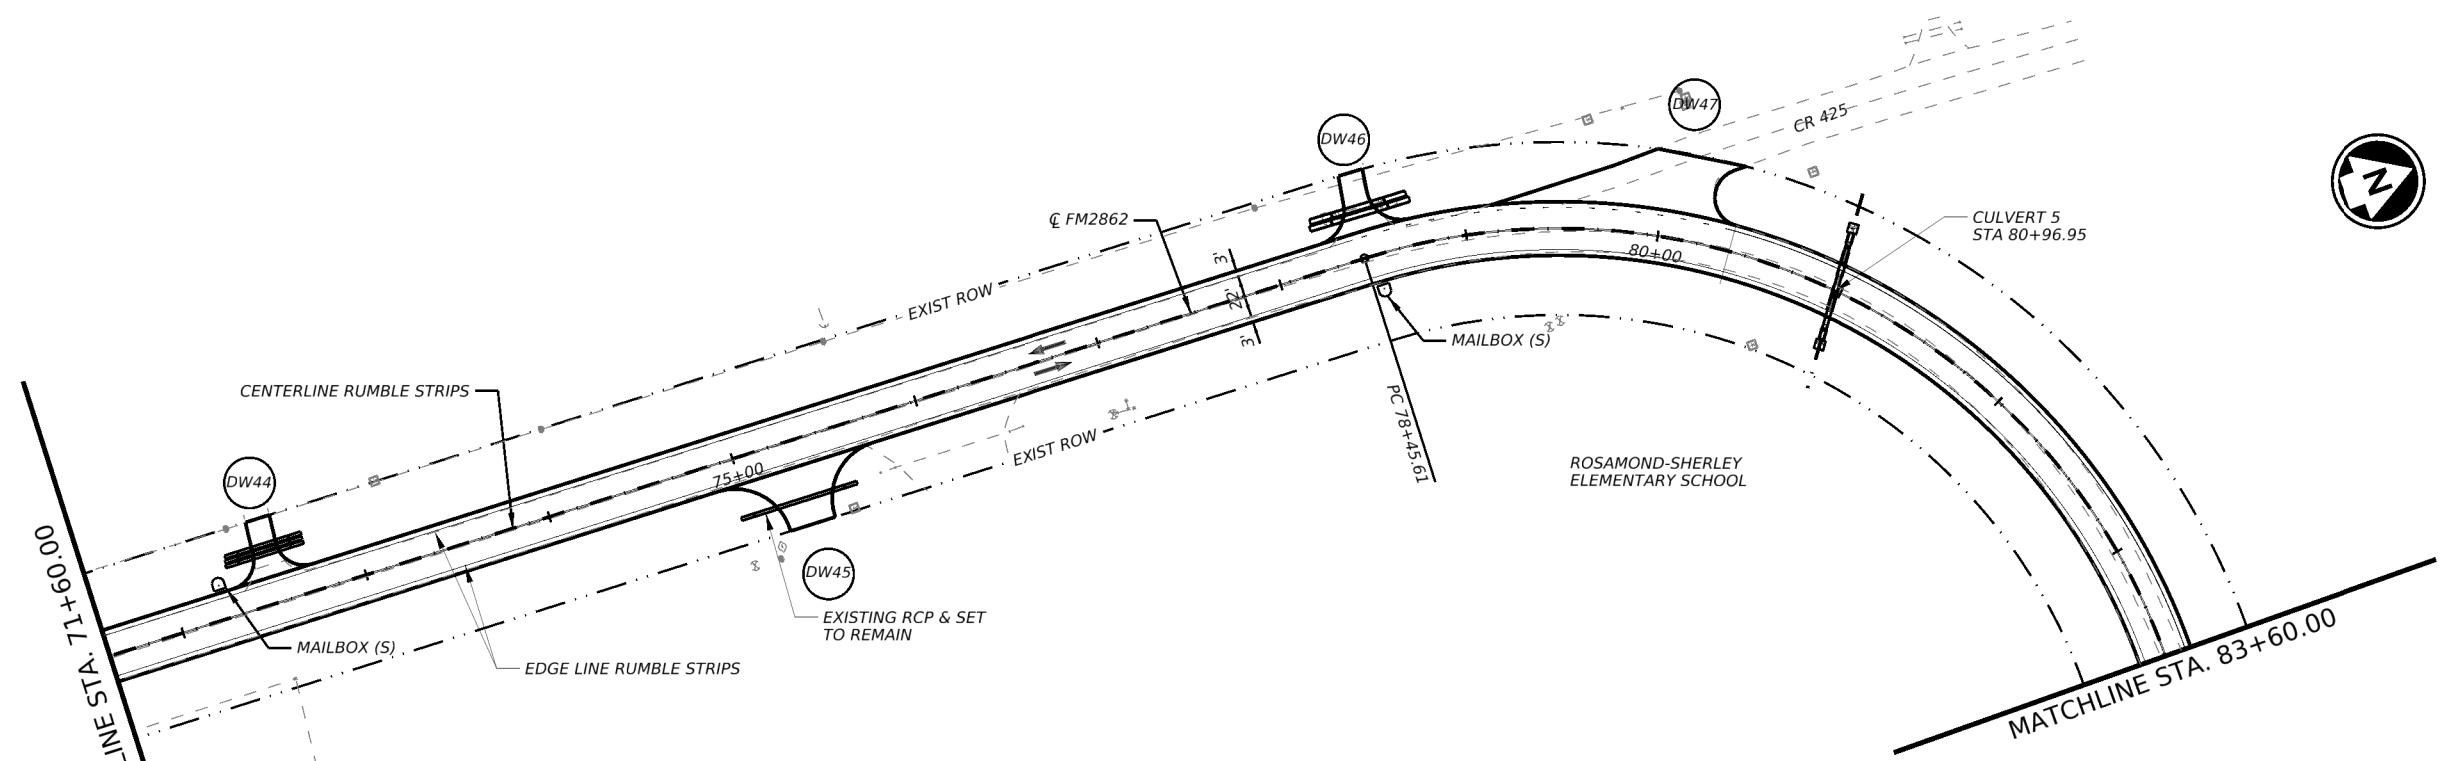 DW47
CR 425
DW46
N
CULVERT 5
STA 80+96.95
℄ FM2862
80+00
3'
22'
3'
EXIST ROW
MAILBOX (S)
PC 78+45.61
CENTERLINE RUMBLE STRIPS
EXIST ROW
75+00
ROSAMOND-SHERLEY
ELEMENTARY SCHOOL
DW44
DW45
EXISTING RCP & SET
TO REMAIN
MAILBOX (S)
EDGE LINE RUMBLE STRIPS
LINE STA. 71+60.00
MATCHLINE STA. 83+60.00